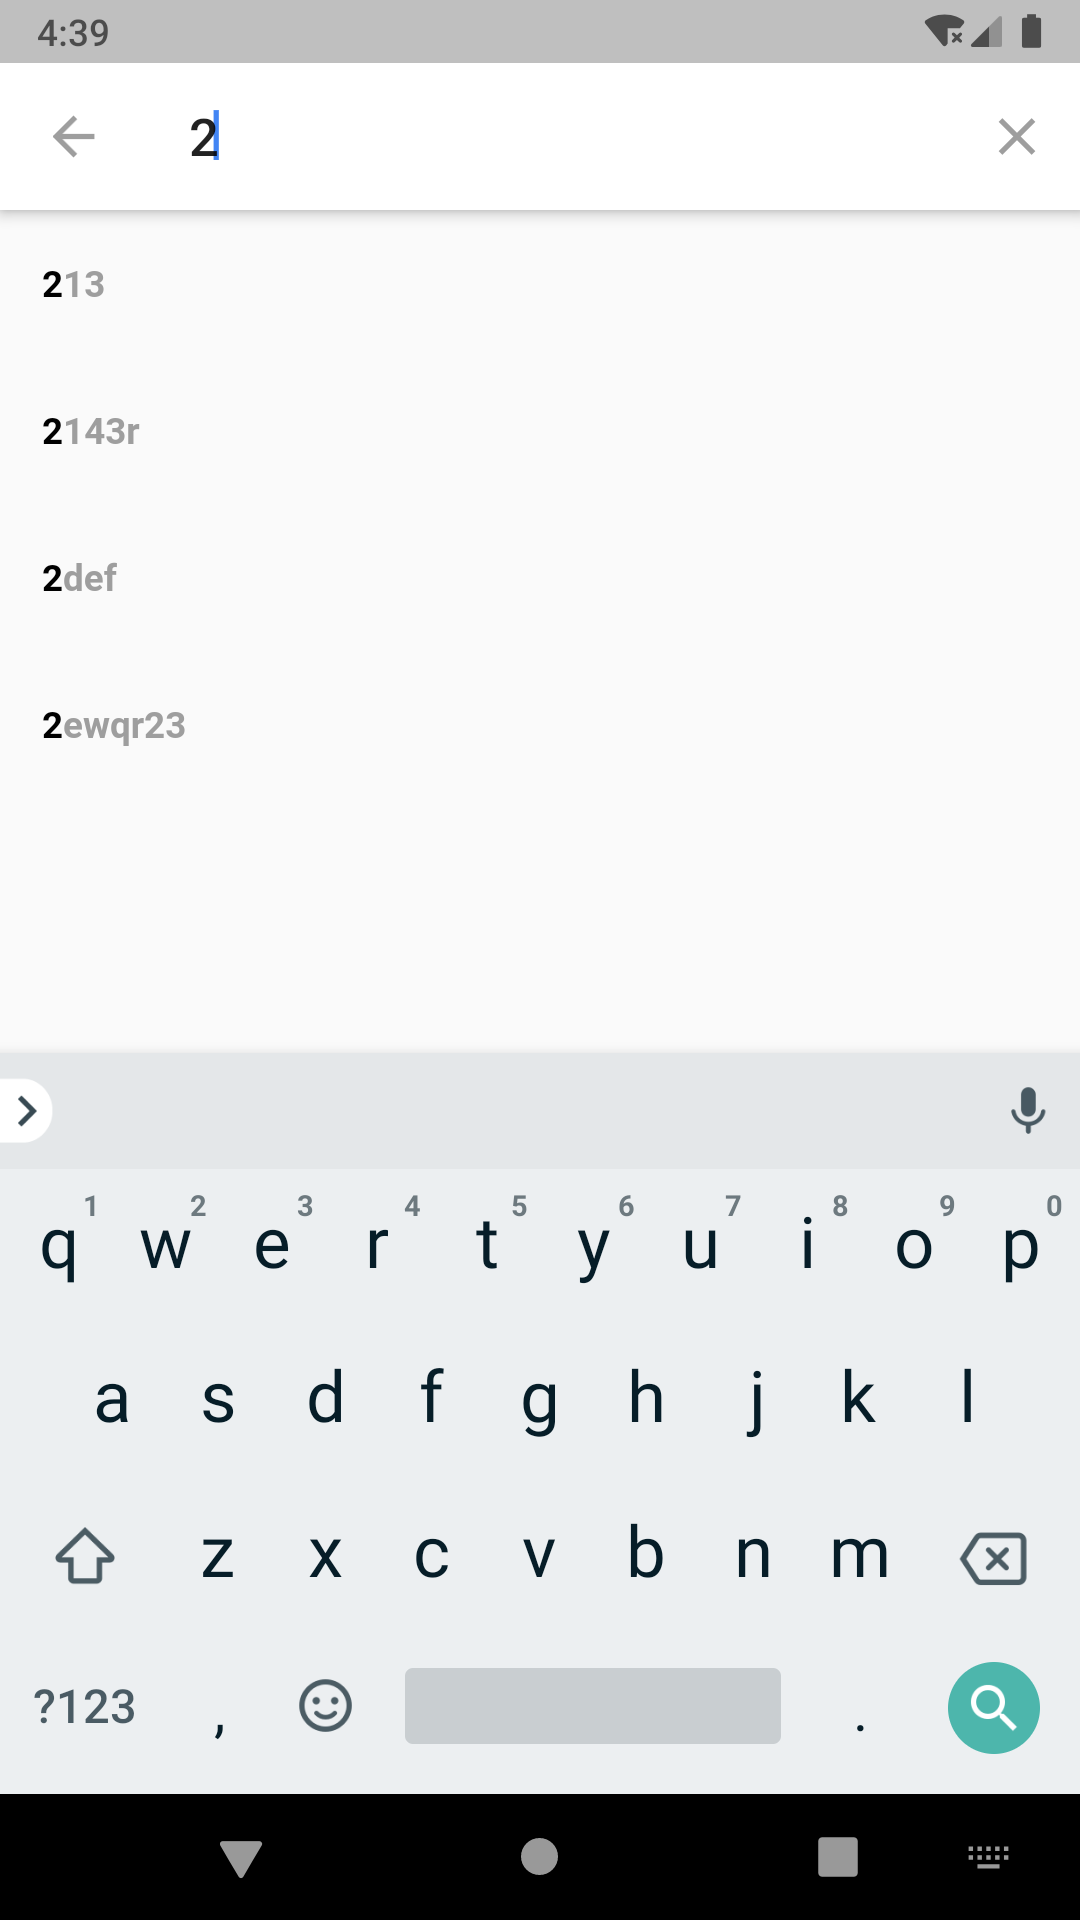 4:39
2
213
2143r
2def
2ewqr23
1 2 3 4 5 6 7 8 9 0
q w e r t y u i o p
a s d f g h j k l
z x c v b n m
?123 , .